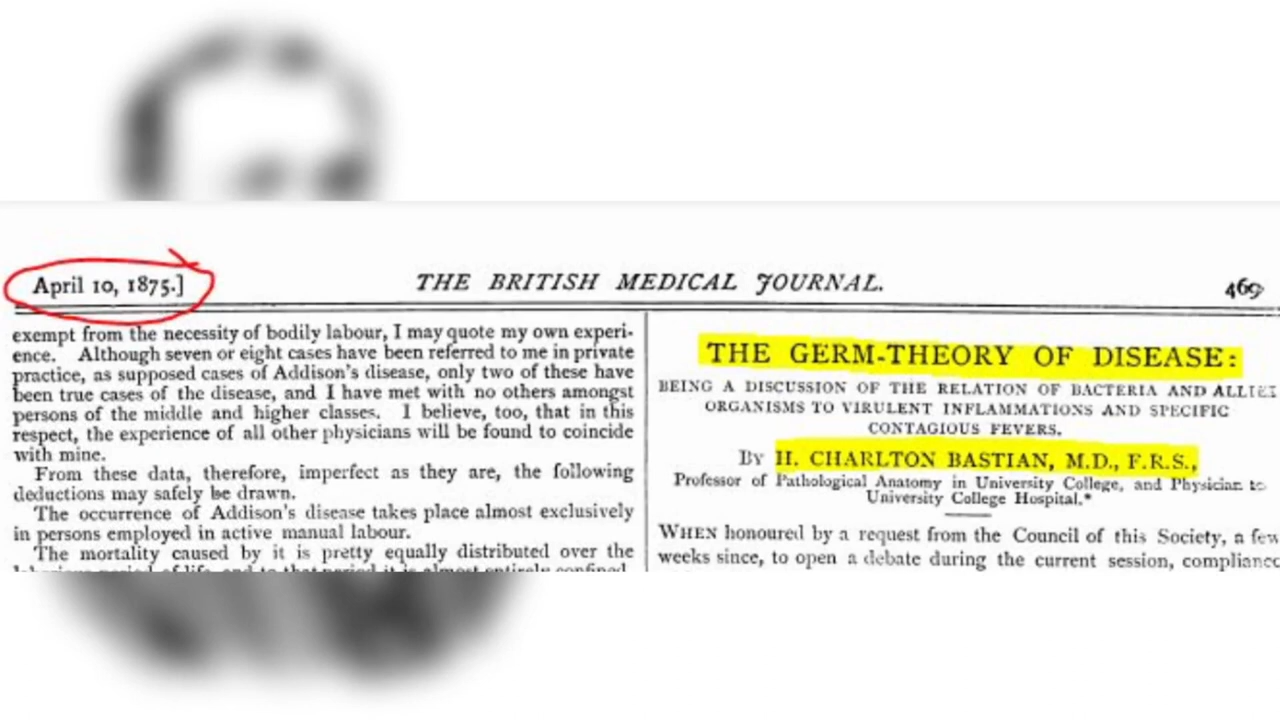 April 10, 1875.]
THE BRITISH MEDICAL JOURNAL.
469
exempt from the necessity of bodily labour, I may quote my own experi-
ence. Although seven or eight cases have been referred to me in private
practice, as supposed cases of Addison's disease, only two of these have
been true cases of the disease, and I have met with no others amongst
persons of the middle and higher classes. I believe, too, that in this
respect, the experience of all other physicians will be found to coincide
with mine.
From these data, therefore, imperfect as they are, the following
deductions may safely be drawn.
The occurrence of Addison's disease takes place almost exclusively
in persons employed in active manual labour.
The mortality caused by it is pretty equally distributed over the
THE GERM-THEORY OF DISEASE:
BEING A DISCUSSION OF THE RELATION OF BACTERIA AND ALLIED
ORGANISMS TO VIRULENT INFLAMMATIONS AND SPECIFIC
CONTAGIOUS FEVERS.
BY H. CHARLTON BASTIAN, M.D., F.R.S.,
Professor of Pathological Anatomy in University College, and Physician to
University College Hospital.*
WHEN honoured by a request from the Council of this Society, a few
weeks since, to open a debate during the current session, compliance